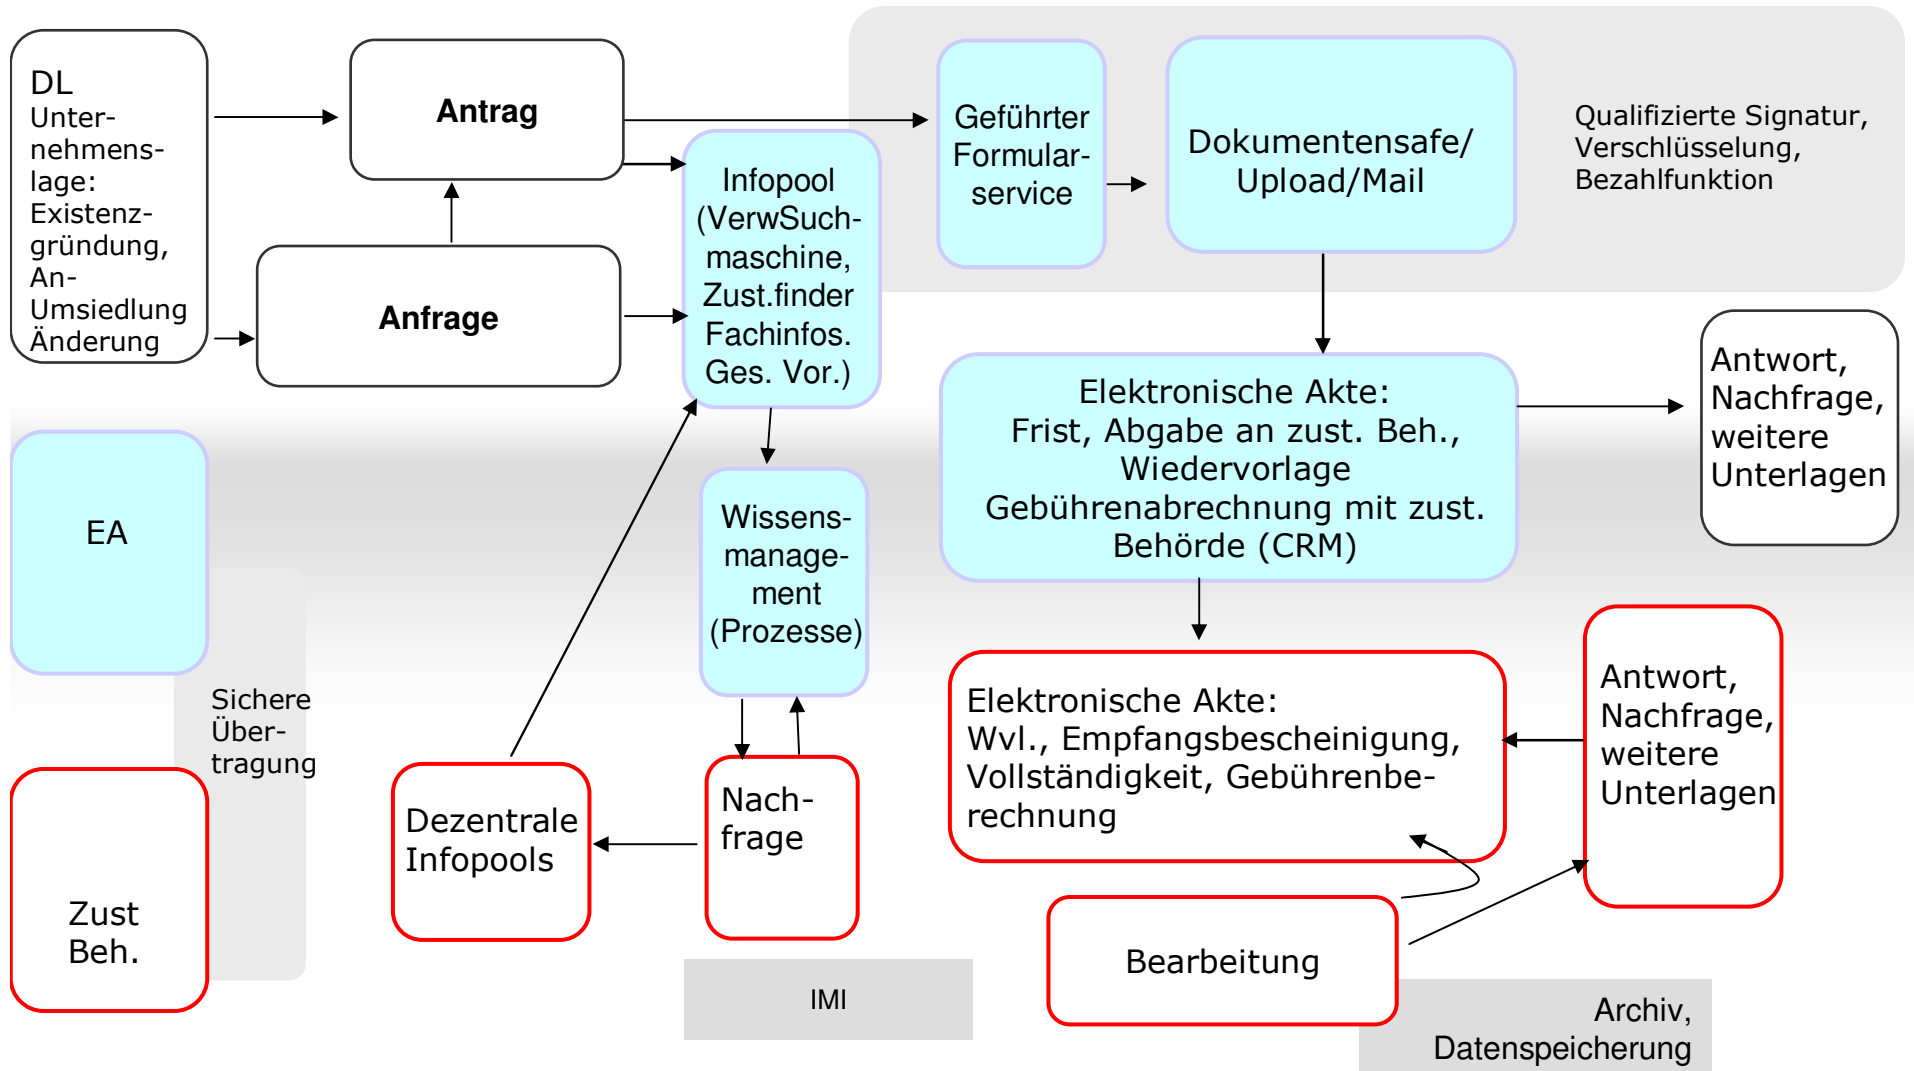 DL
Unter-
nehmens-
lage:
Existenz-
gründung,
An-
Umsiedlung
Änderung
Antrag
Anfrage
Infopool
(VerwSuch-
maschine,
Zust.finder
Fachinfos.
Ges. Vor.)
Geführter
Formular-
service
Dokumentensafe/
Upload/Mail
Qualifizierte Signatur,
Verschlüsselung,
Bezahlfunktion
Elektronische Akte:
Frist, Abgabe an zust. Beh.,
Wiedervorlage
Gebührenabrechnung mit zust.
Behörde (CRM)
Antwort,
Nachfrage,
weitere
Unterlagen
EA
Wissens-
manage-
ment
(Prozesse)
Sichere
Über-
tragung
Zust
Beh.
Dezentrale
Infopools
Nach-
frage
Elektronische Akte:
Wvl., Empfangsbescheinigung,
Vollständigkeit, Gebührenbe-
rechnung
Antwort,
Nachfrage,
weitere
Unterlagen
Bearbeitung
IMI
Archiv,
Datenspeicherung